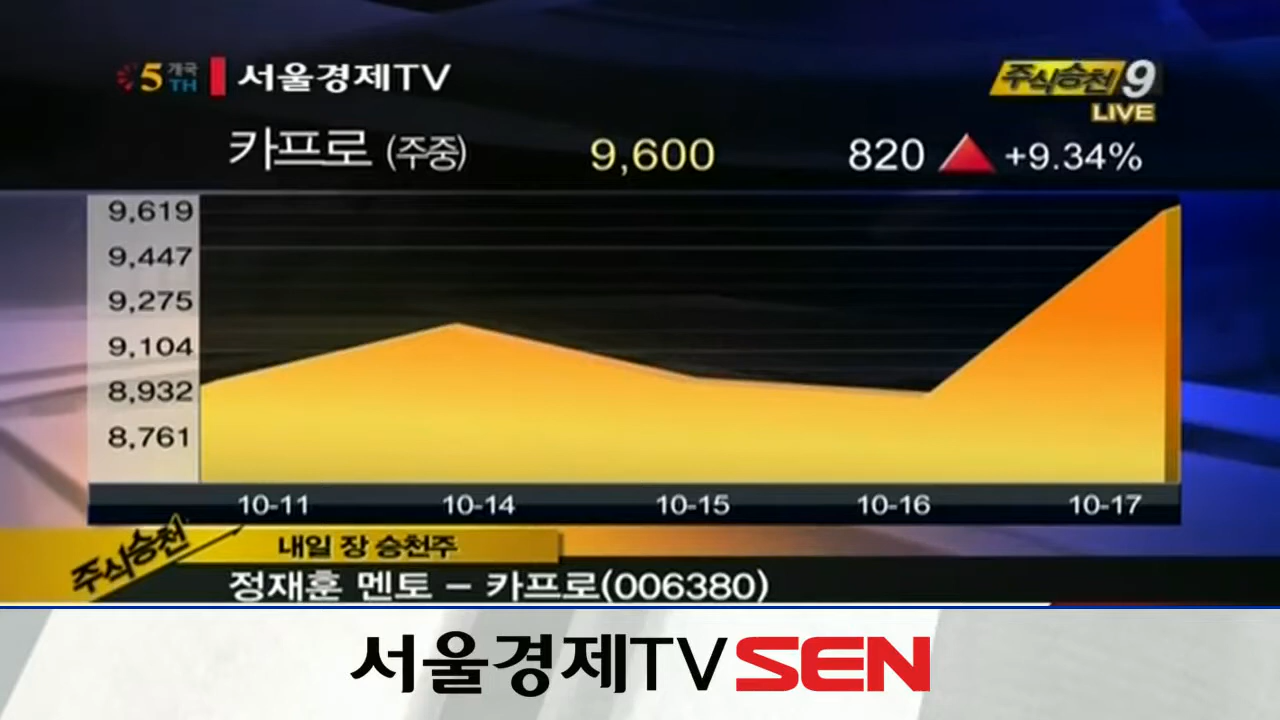 5 개국 TH 서울경제TV
주식승천 9
LIVE
카프로 (주중) 9,600 820 ▲ +9.34%
9,619
9,447
9,275
9,104
8,932
8,761
10-11 10-14 10-15 10-16 10-17
주식승천
내일 장 승천주
정재훈 멘토 - 카프로(006380)
서울경제TV SEN